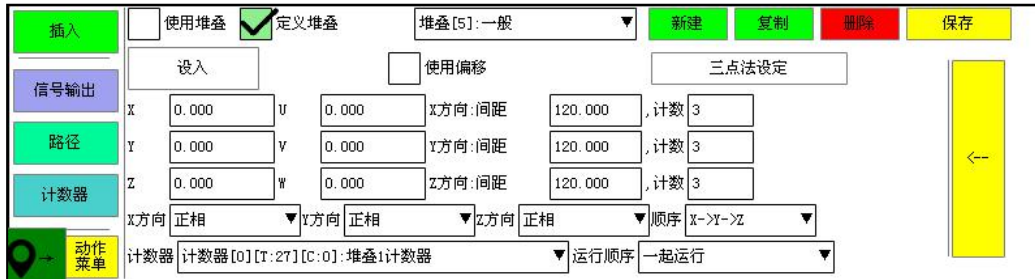 插入 使用堆叠 定义堆叠 堆叠[5]:一般 新建 复制 删除 保存
设入 使用偏移 三点法设定
信号输出
X 0.000 U 0.000 X方向:间距 120.000 ,计数 3
路径 Y 0.000 V 0.000 Y方向:间距 120.000 ,计数 3 <--
计数器 Z 0.000 W 0.000 Z方向:间距 120.000 ,计数 3
X方向 正相 Y方向 正相 Z方向 正相 顺序 X->Y->Z
动作菜单 计数器 计数器[0][T:27][C:0]:堆叠1计数器 运行顺序 一起运行